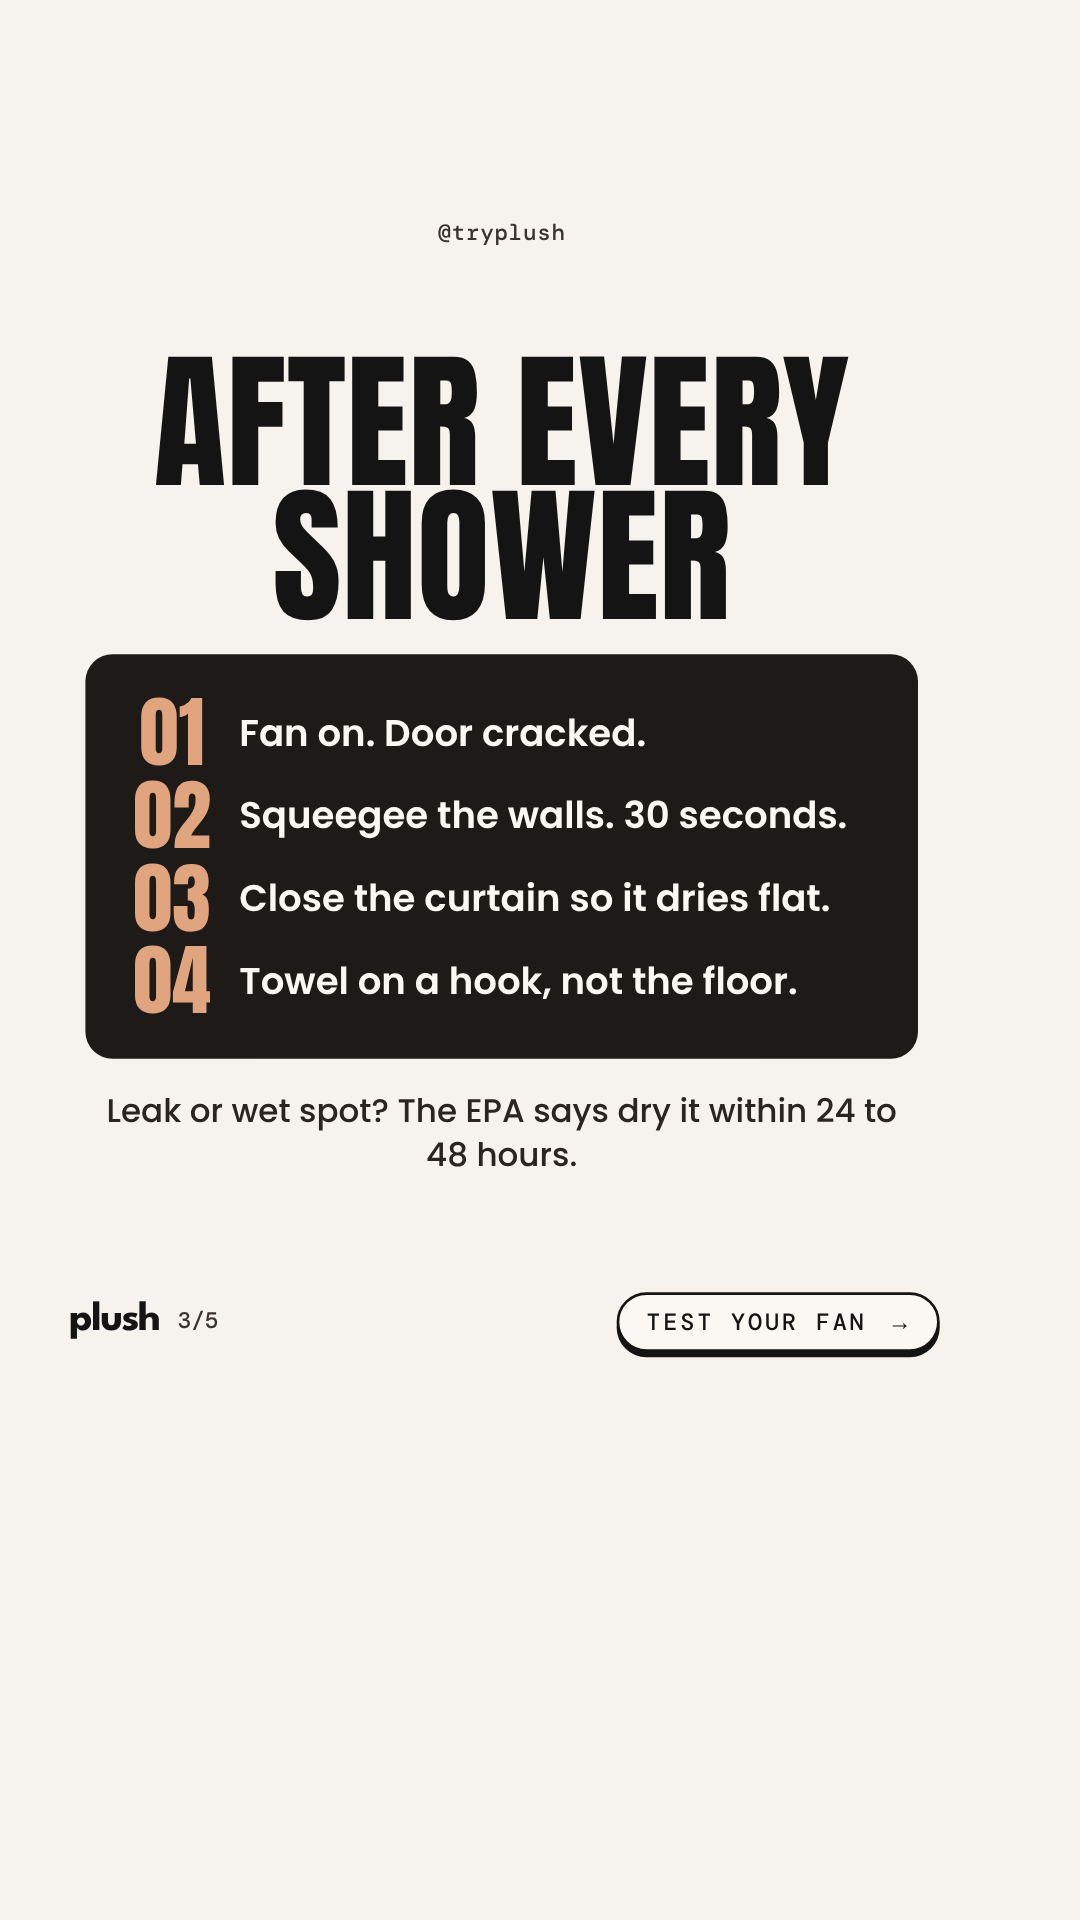 @tryplush
AFTER EVERY
SHOWER
01 Fan on. Door cracked.
02 Squeegee the walls. 30 seconds.
03 Close the curtain so it dries flat.
04 Towel on a hook, not the floor.
Leak or wet spot? The EPA says dry it within 24 to
48 hours.
plush 3/5 TEST YOUR FAN →